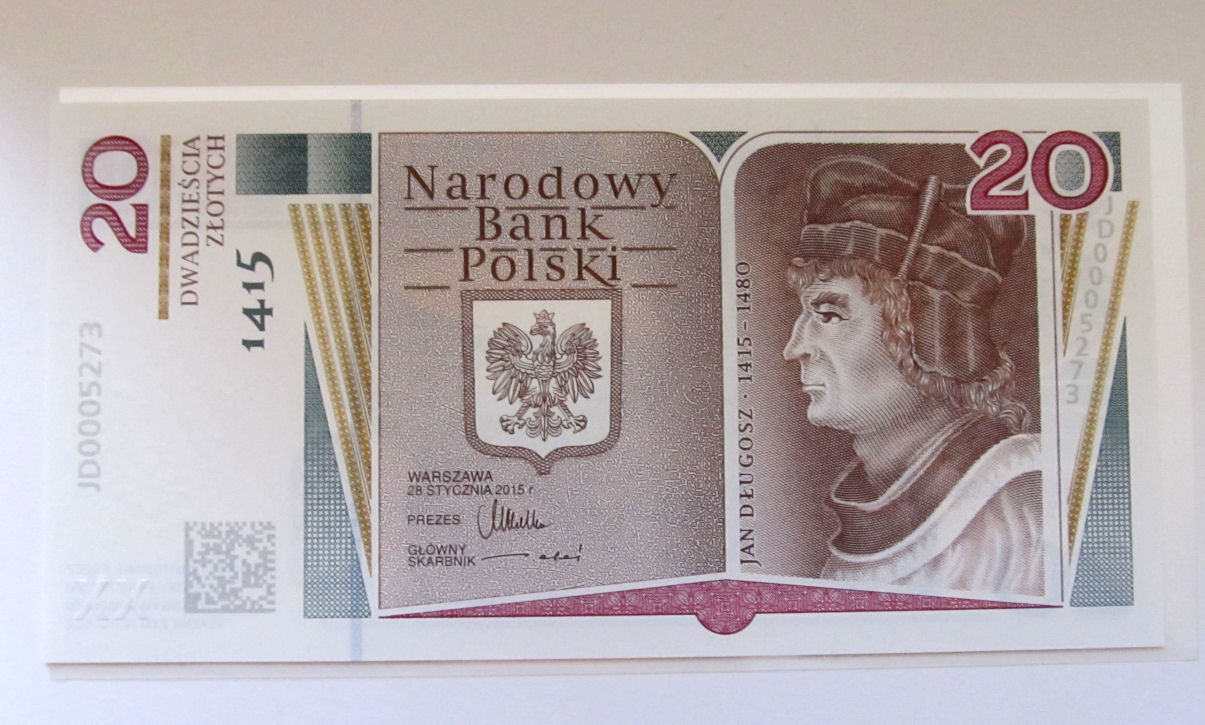 20
DWADZIEŚCIA
ZŁOTYCH
1415
JD0005273
XX
Narodowy
Bank
Polski
WARSZAWA
28 STYCZNIA 2015 r
PREZES
GŁÓWNY
SKARBNIK
JAN DŁUGOSZ · 1415 – 1480
20
JD0005273